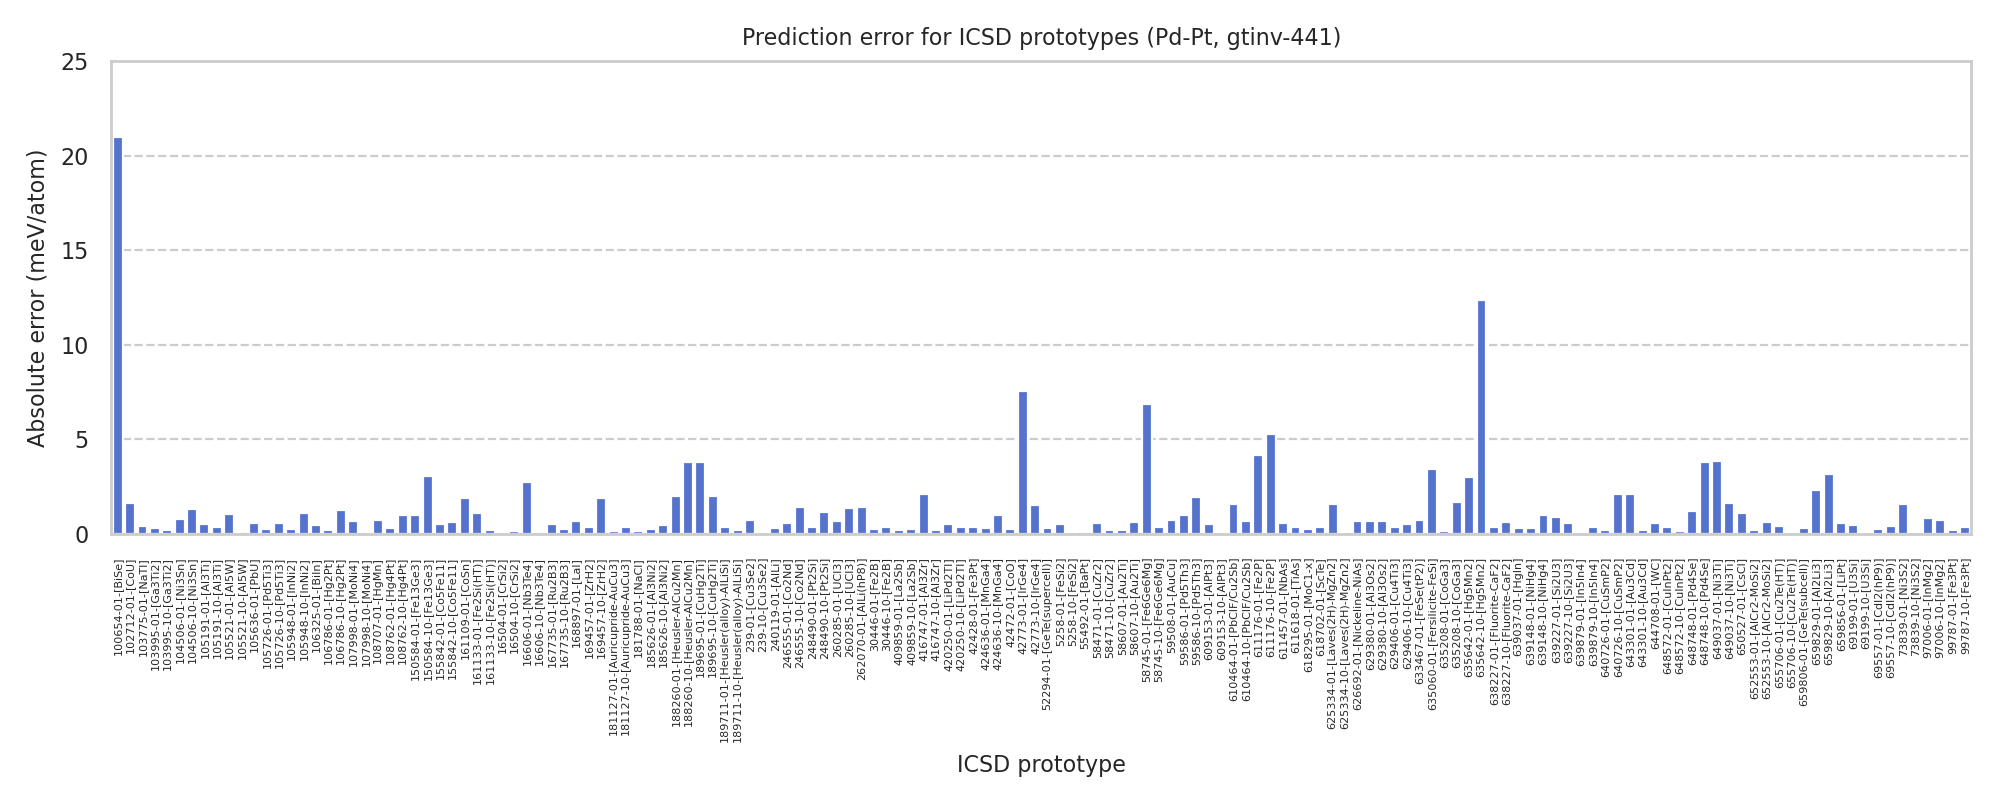 Prediction error for ICSD prototypes (Pd-Pt, gtinv-441)
Absolute error (meV/atom)
25
20
15
10
5
0
100654-01-[BiSe]
102712-01-[CoU]
103775-01-[NaTl]
103995-01-[Ga3Ti2]
103995-10-[Ga3Ti2]
104506-01-[Ni3Sn]
104506-10-[Ni3Sn]
105191-01-[Al3Ti]
105191-10-[Al3Ti]
105521-01-[Al5W]
105521-10-[Al5W]
105636-01-[PbU]
105726-01-[Pd5Ti3]
105726-10-[Pd5Ti3]
105948-01-[InNi2]
105948-10-[InNi2]
106325-01-[BiIn]
106786-01-[Hg2Pt]
106786-10-[Hg2Pt]
107998-01-[MoNi4]
107998-10-[MoNi4]
108707-01-[HgMn]
108762-01-[Hg4Pt]
108762-10-[Hg4Pt]
150584-01-[Fe13Ge3]
150584-10-[Fe13Ge3]
155842-01-[Co5Fe11]
155842-10-[Co5Fe11]
161109-01-[CoSn]
161133-01-[Fe2Si(HT)]
161133-10-[Fe2Si(HT)]
16504-01-[CrSi2]
16504-10-[CrSi2]
16606-01-[Nb3Te4]
16606-10-[Nb3Te4]
167735-01-[Ru2B3]
167735-10-[Ru2B3]
168897-01-[LaI]
169457-01-[ZrH2]
169457-10-[ZrH2]
181127-01-[Auricupride-AuCu3]
181127-10-[Auricupride-AuCu3]
181788-01-[NaCl]
185626-01-[Al3Ni2]
185626-10-[Al3Ni2]
188260-01-[Heusler-AlCu2Mn]
188260-10-[Heusler-AlCu2Mn]
189695-01-[CuHg2Ti]
189695-10-[CuHg2Ti]
189711-01-[Heusler(alloy)-AlLiSi]
189711-10-[Heusler(alloy)-AlLiSi]
239-01-[Cu3Se2]
239-10-[Cu3Se2]
240119-01-[AlLi]
246555-01-[Co2Nd]
246555-10-[Co2Nd]
248490-01-[Pt2Si]
248490-10-[Pt2Si]
260285-01-[UCl3]
260285-10-[UCl3]
262070-01-[AlLi(hP8)]
30446-01-[Fe2B]
30446-10-[Fe2B]
409859-01-[La2Sb]
409859-10-[La2Sb]
416747-01-[Al3Zr]
416747-10-[Al3Zr]
420250-01-[LiPd2Tl]
420250-10-[LiPd2Tl]
42428-01-[Fe3Pt]
424636-01-[MnGa4]
424636-10-[MnGa4]
42472-01-[CoO]
42773-01-[IrGe4]
42773-10-[IrGe4]
52294-01-[GeTe(supercell)]
5258-01-[FeSi2]
5258-10-[FeSi2]
55492-01-[BaPt]
58471-01-[CuZr2]
58471-10-[CuZr2]
58607-01-[Au2Ti]
58607-10-[Au2Ti]
58745-01-[Fe6Ge6Mg]
58745-10-[Fe6Ge6Mg]
59508-01-[AuCu]
59586-01-[Pd5Th3]
59586-10-[Pd5Th3]
609153-01-[AlPt3]
609153-10-[AlPt3]
610464-01-[PbClF/Cu2Sb]
610464-10-[PbClF/Cu2Sb]
611176-01-[Fe2P]
611176-10-[Fe2P]
611457-01-[NbAs]
611618-01-[TiAs]
618295-01-[MoC1-x]
618702-01-[ScTe]
625334-01-[Laves(2H)-MgZn2]
625334-10-[Laves(2H)-MgZn2]
626692-01-[Nickeline-NiAs]
629380-01-[Al3Os2]
629380-10-[Al3Os2]
629406-01-[Cu4Ti3]
629406-10-[Cu4Ti3]
633467-01-[FeSe(tP2)]
635060-01-[Fersilicite-FeSi]
635208-01-[CoGa3]
635208-10-[CoGa3]
635642-01-[Hg5Mn2]
635642-10-[Hg5Mn2]
638227-01-[Fluorite-CaF2]
638227-10-[Fluorite-CaF2]
639037-01-[HgIn]
639148-01-[NiHg4]
639148-10-[NiHg4]
639227-01-[Si2U3]
639227-10-[Si2U3]
639879-01-[In5In4]
639879-10-[In5In4]
640726-01-[CuSmP2]
640726-10-[CuSmP2]
643301-01-[Au3Cd]
643301-10-[Au3Cd]
644708-01-[WC]
648572-01-[CuInPt2]
648572-10-[CuInPt2]
648748-01-[Pd4Se]
648748-10-[Pd4Se]
649037-01-[Ni3Ti]
649037-10-[Ni3Ti]
650527-01-[CsCl]
652553-01-[AlCr2-MoSi2]
652553-10-[AlCr2-MoSi2]
655706-01-[Cu2Te(HT)]
655706-10-[Cu2Te(HT)]
659806-01-[GeTe(subcell)]
659829-01-[Al2Li3]
659829-10-[Al2Li3]
659856-01-[LiPt]
69199-01-[U3Si]
69199-10-[U3Si]
69557-01-[CdI2(hP9)]
69557-10-[CdI2(hP9)]
73839-01-[Ni3S2]
73839-10-[Ni3S2]
97006-01-[InMg2]
97006-10-[InMg2]
99787-01-[Fe3Pt]
99787-10-[Fe3Pt]
ICSD prototype